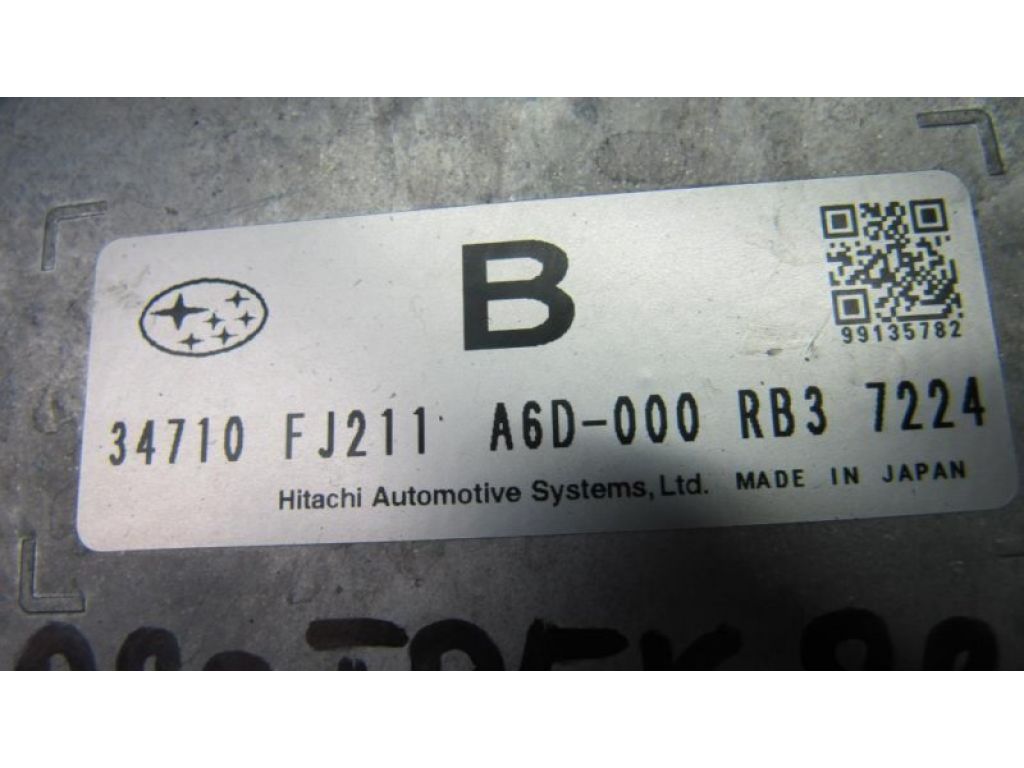 B
99135782
34710 FJ211 A6D-000 RB3 7224
Hitachi Automotive Systems, Ltd. MADE IN JAPAN